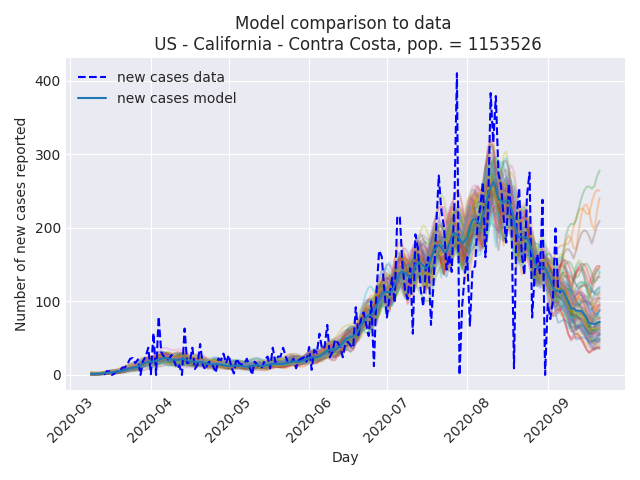 Model comparison to data
US - California - Contra Costa, pop. = 1153526
new cases data
new cases model
Number of new cases reported
400
300
200
100
0
2020-03
2020-04
2020-05
2020-06
2020-07
2020-08
2020-09
Day